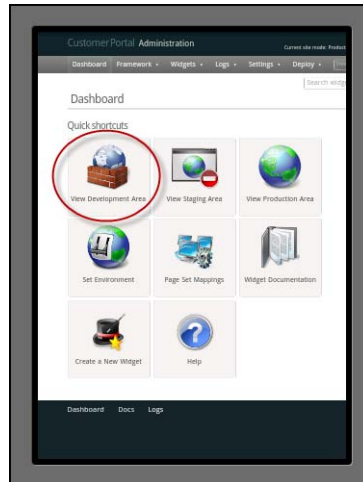 Customer Portal Administration
Current site mode: Product
Dashboard Framework Widgets Logs Settings Deploy
Search widg
Dashboard
Quick shortcuts
View Development Area View Staging Area View Production Area
Set Environment Page Set Mappings Widget Documentation
Create a New Widget Help
Dashboard Docs Logs